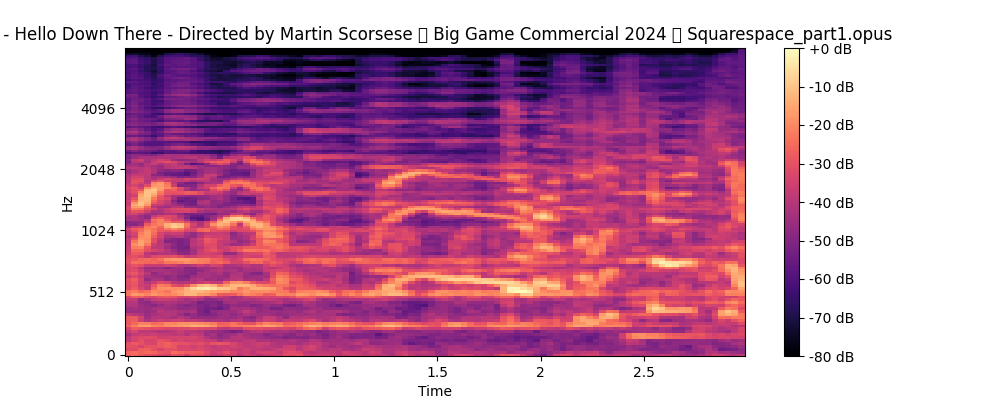 - Hello Down There - Directed by Martin Scorsese ▯ Big Game Commercial 2024 ▯ Squarespace_part1.opus
+0 dB
4096
-10 dB
-20 dB
2048
-30 dB
Hz
1024
-40 dB
-50 dB
512
-60 dB
-70 dB
0
-80 dB
0
0.5
1
1.5
2
2.5
Time